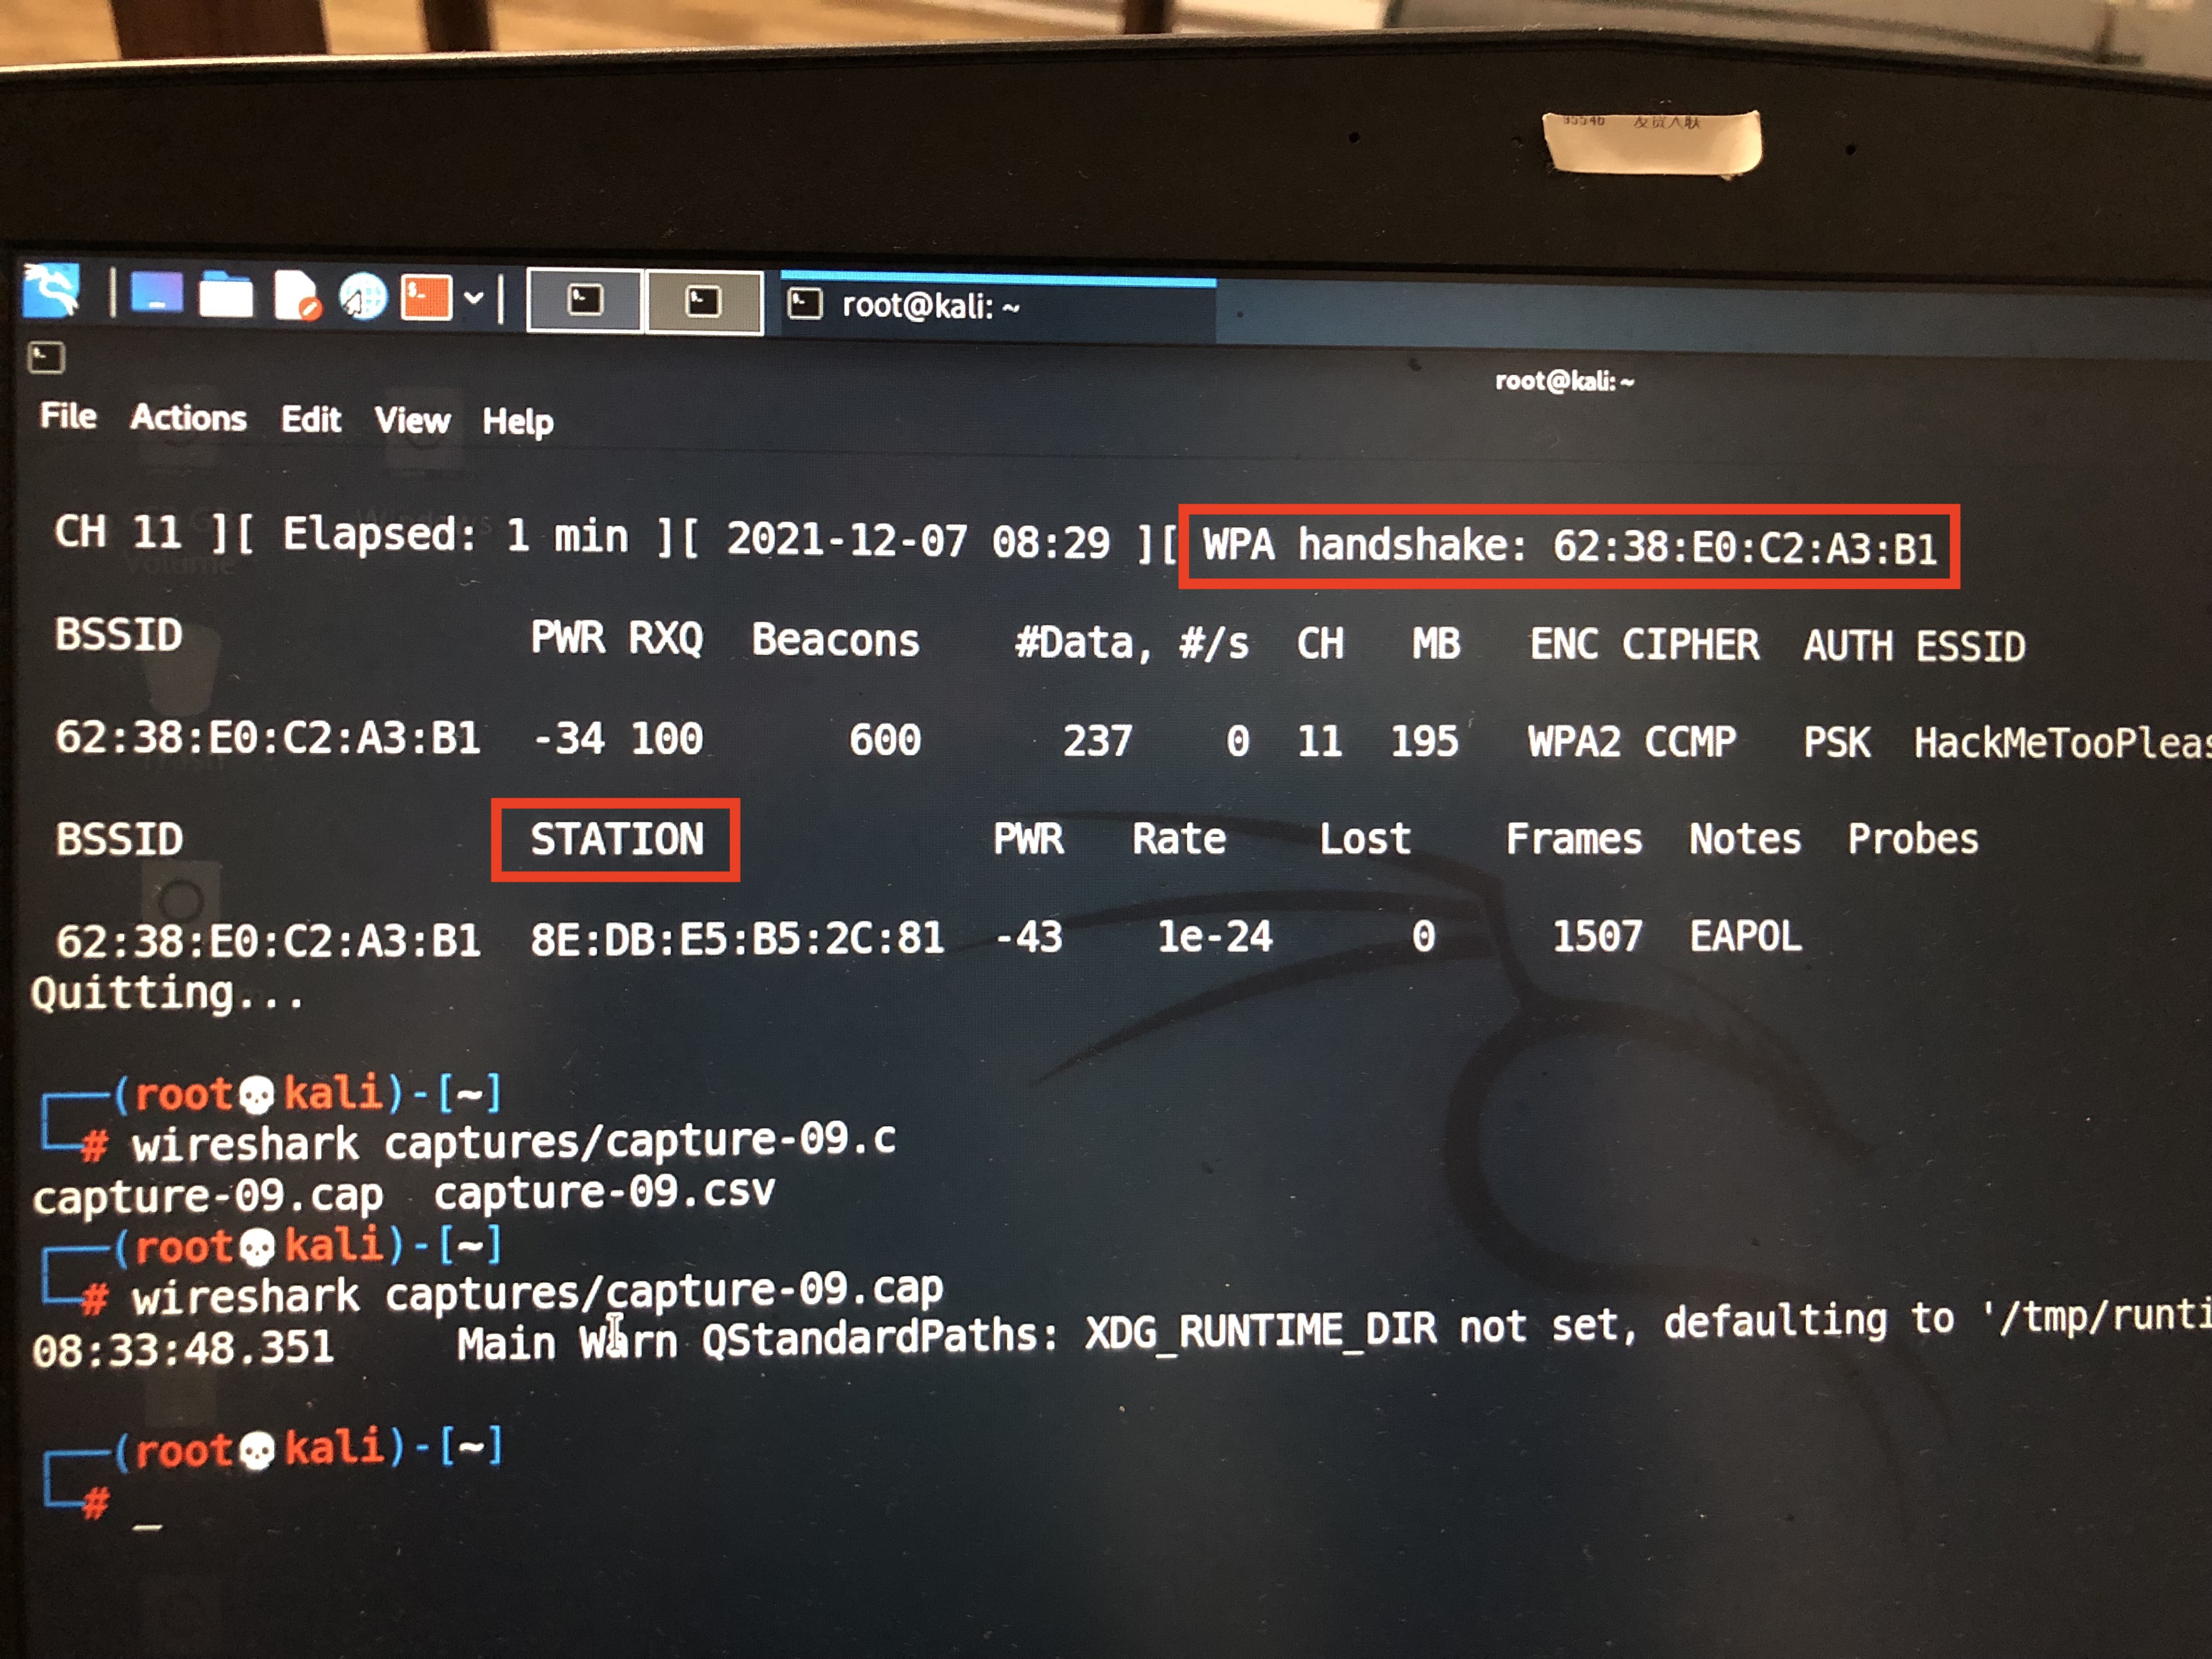 95546 发货人联
root@kali: ~
root@kali: ~
File Actions Edit View Help
CH 11 ][ Elapsed: 1 min ][ 2021-12-07 08:29 ][ WPA handshake: 62:38:E0:C2:A3:B1
BSSID PWR RXQ Beacons #Data, #/s CH MB ENC CIPHER AUTH ESSID
62:38:E0:C2:A3:B1 -34 100 600 237 0 11 195 WPA2 CCMP PSK HackMeTooPleas
BSSID STATION PWR Rate Lost Frames Notes Probes
62:38:E0:C2:A3:B1 8E:DB:E5:B5:2C:81 -43 1e-24 0 1507 EAPOL
Quitting...
(root💀kali)-[~]
# wireshark captures/capture-09.c
capture-09.cap capture-09.csv
(root💀kali)-[~]
# wireshark captures/capture-09.cap
08:33:48.351 Main Warn QStandardPaths: XDG_RUNTIME_DIR not set, defaulting to '/tmp/runti
(root💀kali)-[~]
# _